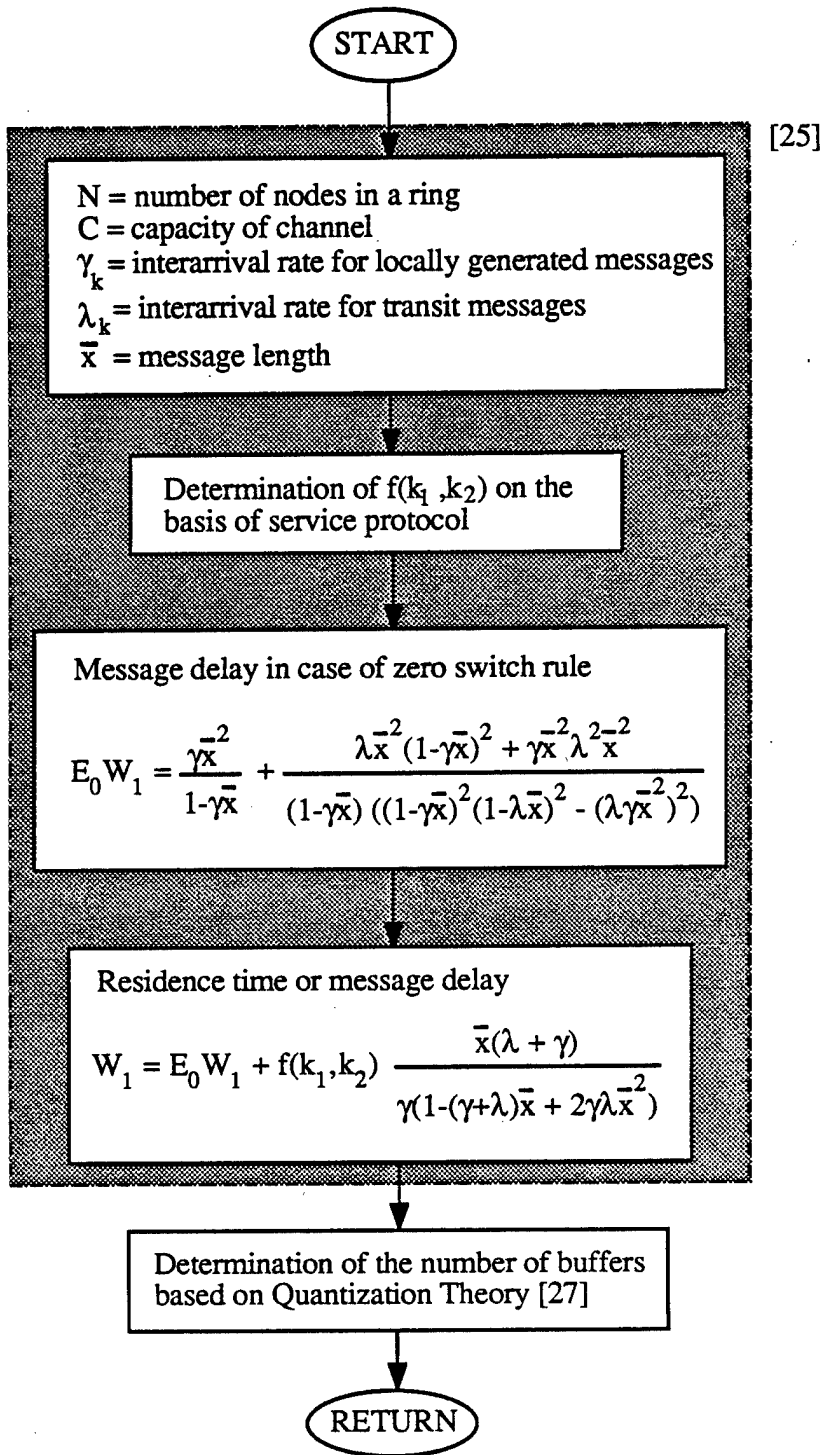 START
[25]
N = number of nodes in a ring
C = capacity of channel
γ_k = interarrival rate for locally generated messages
λ_k = interarrival rate for transit messages
x̄ = message length
Determination of f(k₁ ,k₂) on the
basis of service protocol
Message delay in case of zero switch rule
E₀W₁ = γx̄² / (1-γx̄) + (λx̄²(1-γx̄)² + γx̄²λ²x̄²) / ((1-γx̄) ((1-γx̄)²(1-λx̄)² - (λγx̄²)²)
Residence time or message delay
W₁ = E₀W₁ + f(k₁,k₂) x̄(λ + γ) / γ(1-(γ+λ)x̄ + 2γλx̄²)
Determination of the number of buffers
based on Quantization Theory [27]
RETURN